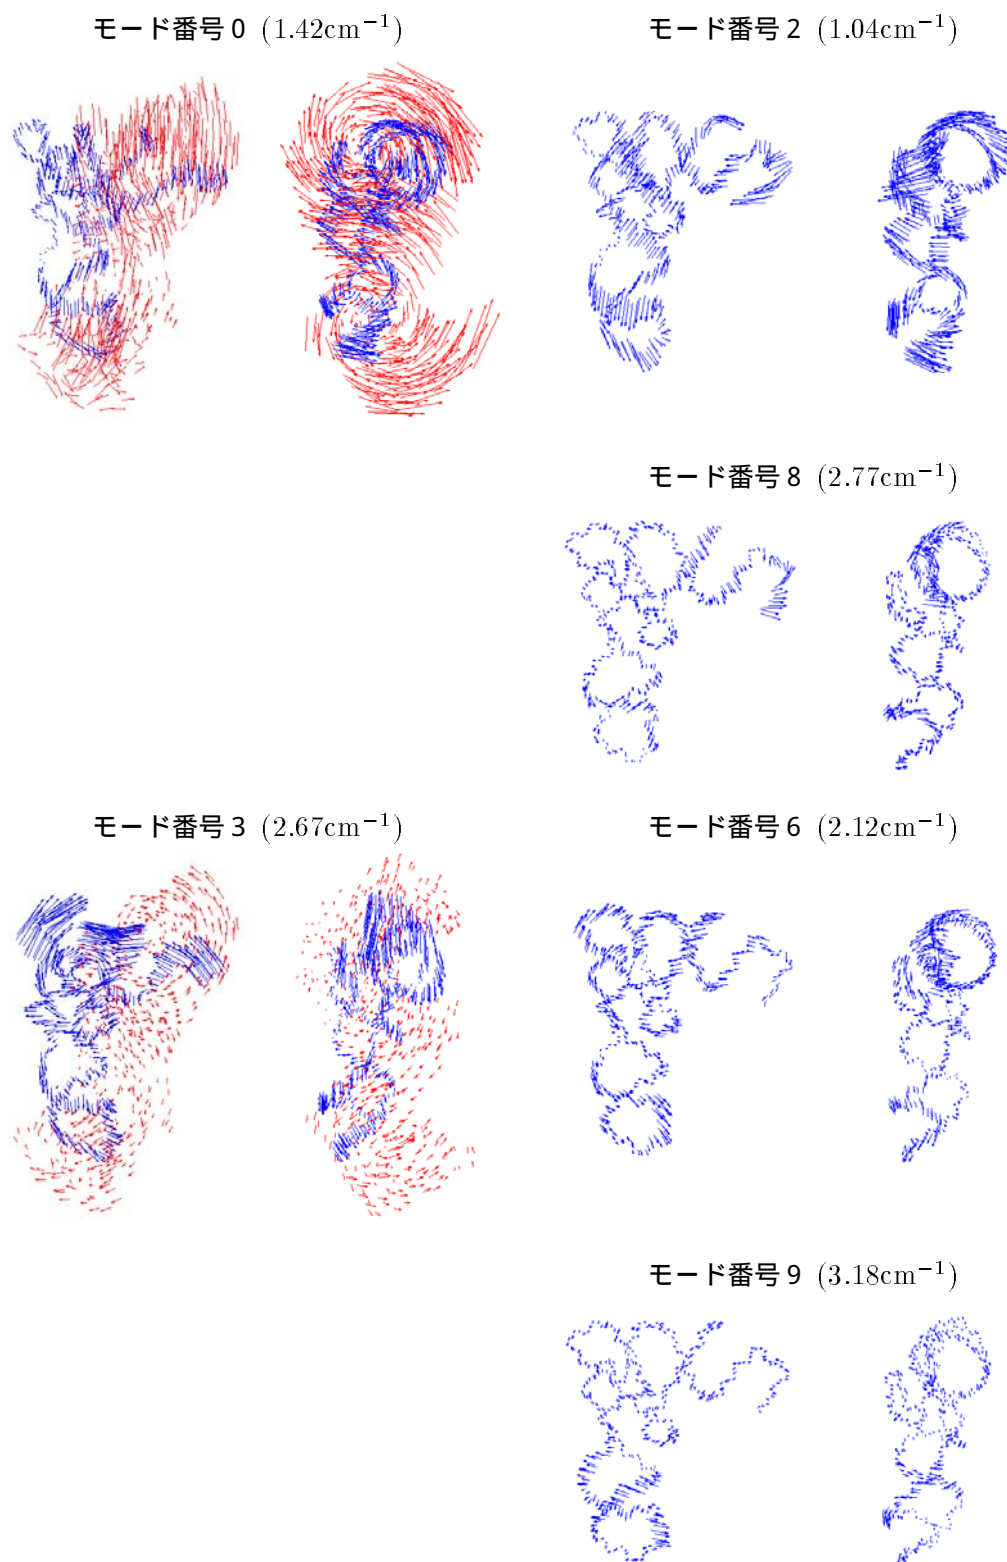 モード番号 0 (1.42cm⁻¹)
モード番号 2 (1.04cm⁻¹)
モード番号 8 (2.77cm⁻¹)
モード番号 3 (2.67cm⁻¹)
モード番号 6 (2.12cm⁻¹)
モード番号 9 (3.18cm⁻¹)